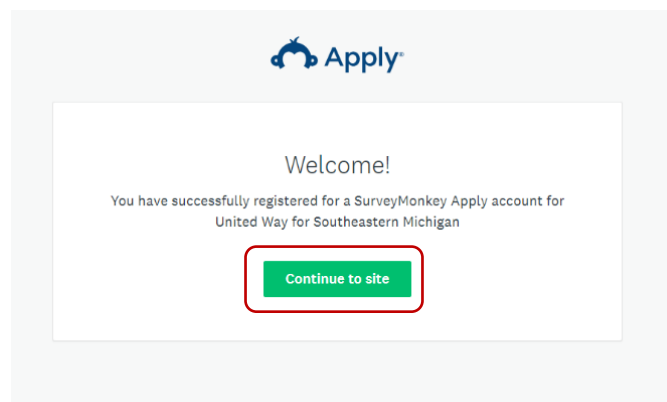 Apply
Welcome!
You have successfully registered for a SurveyMonkey Apply account for
United Way for Southeastern Michigan
Continue to site